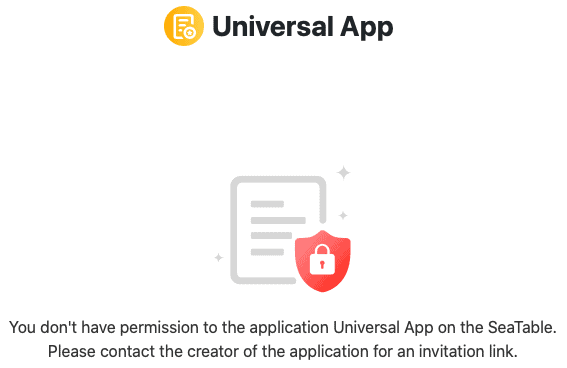 Universal App
You don't have permission to the application Universal App on the SeaTable.
Please contact the creator of the application for an invitation link.